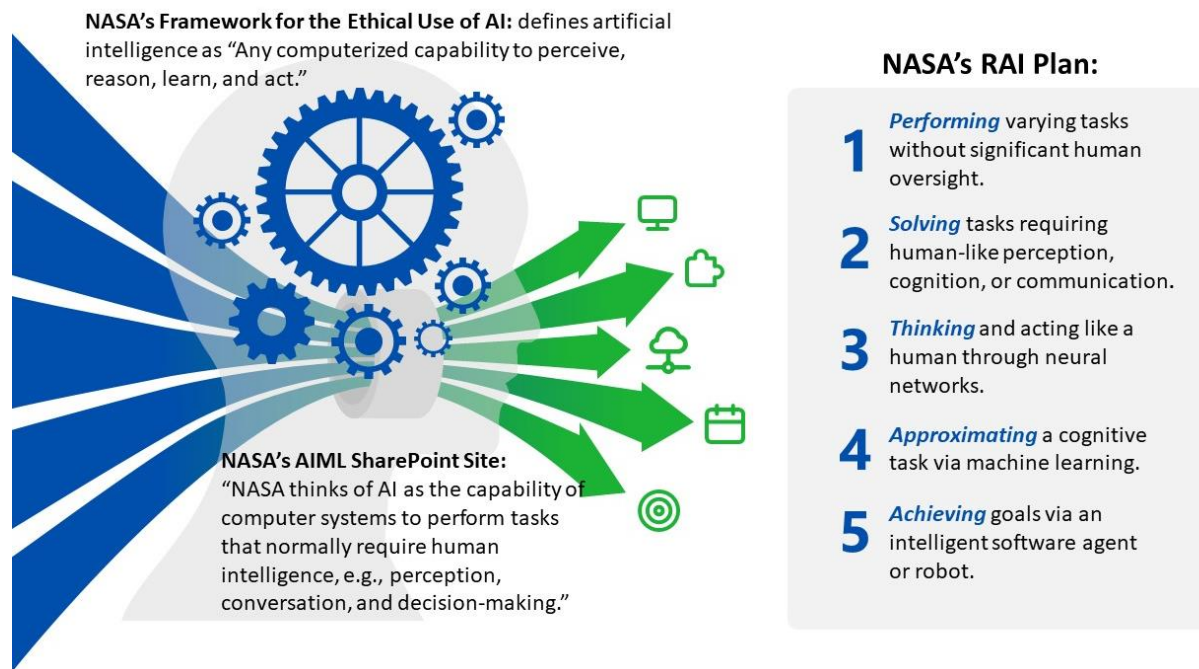 NASA's Framework for the Ethical Use of AI: defines artificial
intelligence as “Any computerized capability to perceive,
reason, learn, and act.”
NASA's AIML SharePoint Site:
“NASA thinks of AI as the capability of
computer systems to perform tasks
that normally require human
intelligence, e.g., perception,
conversation, and decision-making.”
NASA's RAI Plan:
1 Performing varying tasks
without significant human
oversight.
2 Solving tasks requiring
human-like perception,
cognition, or communication.
3 Thinking and acting like a
human through neural
networks.
4 Approximating a cognitive
task via machine learning.
5 Achieving goals via an
intelligent software agent
or robot.